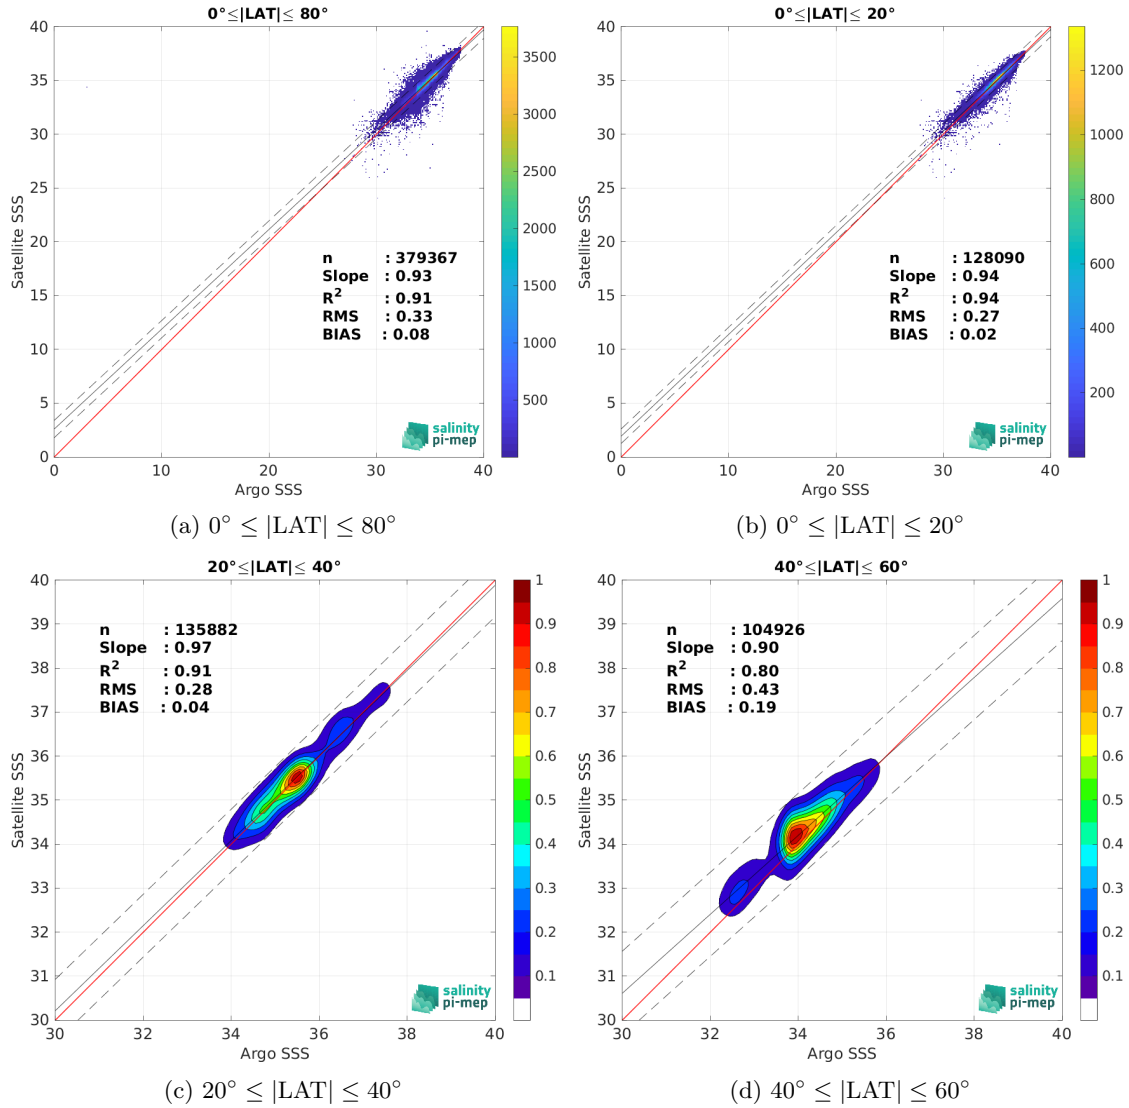 0°≤|LAT|≤ 80°
40
35
30
25
20
15
10
5
0
Satellite SSS
0
10
20
30
40
Argo SSS
n : 379367
Slope : 0.93
R² : 0.91
RMS : 0.33
BIAS : 0.08
salinity
pi-mep
3500
3000
2500
2000
1500
1000
500
(a) 0° ≤ |LAT| ≤ 80°
0°≤|LAT|≤ 20°
40
35
30
25
20
15
10
5
0
Satellite SSS
0
10
20
30
40
Argo SSS
n : 128090
Slope : 0.94
R² : 0.94
RMS : 0.27
BIAS : 0.02
salinity
pi-mep
1200
1000
800
600
400
200
(b) 0° ≤ |LAT| ≤ 20°
20°≤|LAT|≤ 40°
40
39
38
37
36
35
34
33
32
31
30
Satellite SSS
30
32
34
36
38
40
Argo SSS
n : 135882
Slope : 0.97
R² : 0.91
RMS : 0.28
BIAS : 0.04
salinity
pi-mep
1
0.9
0.8
0.7
0.6
0.5
0.4
0.3
0.2
0.1
(c) 20° ≤ |LAT| ≤ 40°
40°≤|LAT|≤ 60°
40
39
38
37
36
35
34
33
32
31
30
Satellite SSS
30
32
34
36
38
40
Argo SSS
n : 104926
Slope : 0.90
R² : 0.80
RMS : 0.43
BIAS : 0.19
salinity
pi-mep
1
0.9
0.8
0.7
0.6
0.5
0.4
0.3
0.2
0.1
(d) 40° ≤ |LAT| ≤ 60°